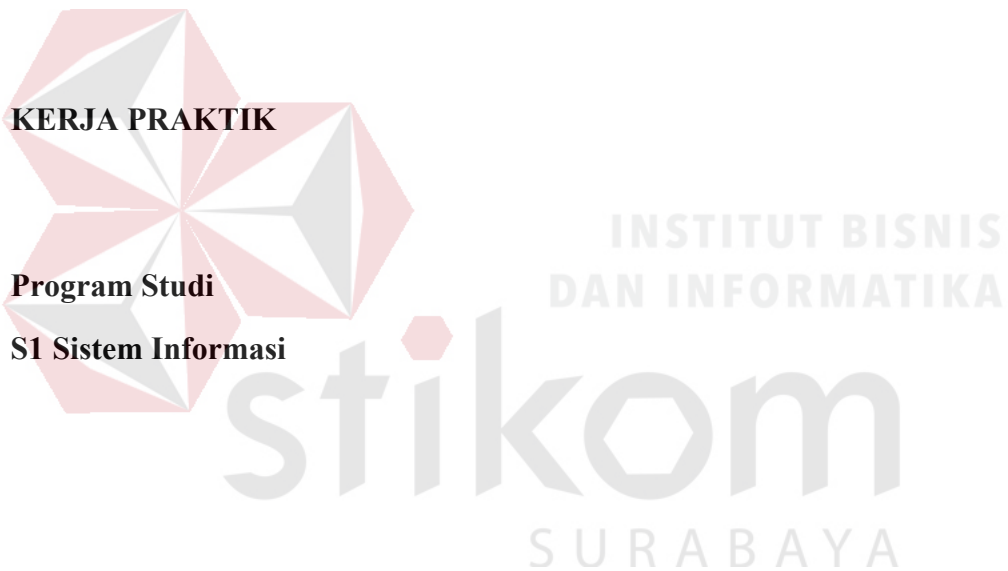 KERJA PRAKTIK
INSTITUT BISNIS
Program Studi
DAN INFORMATIKA
S1 Sistem Informasi
stikom
SURABAYA